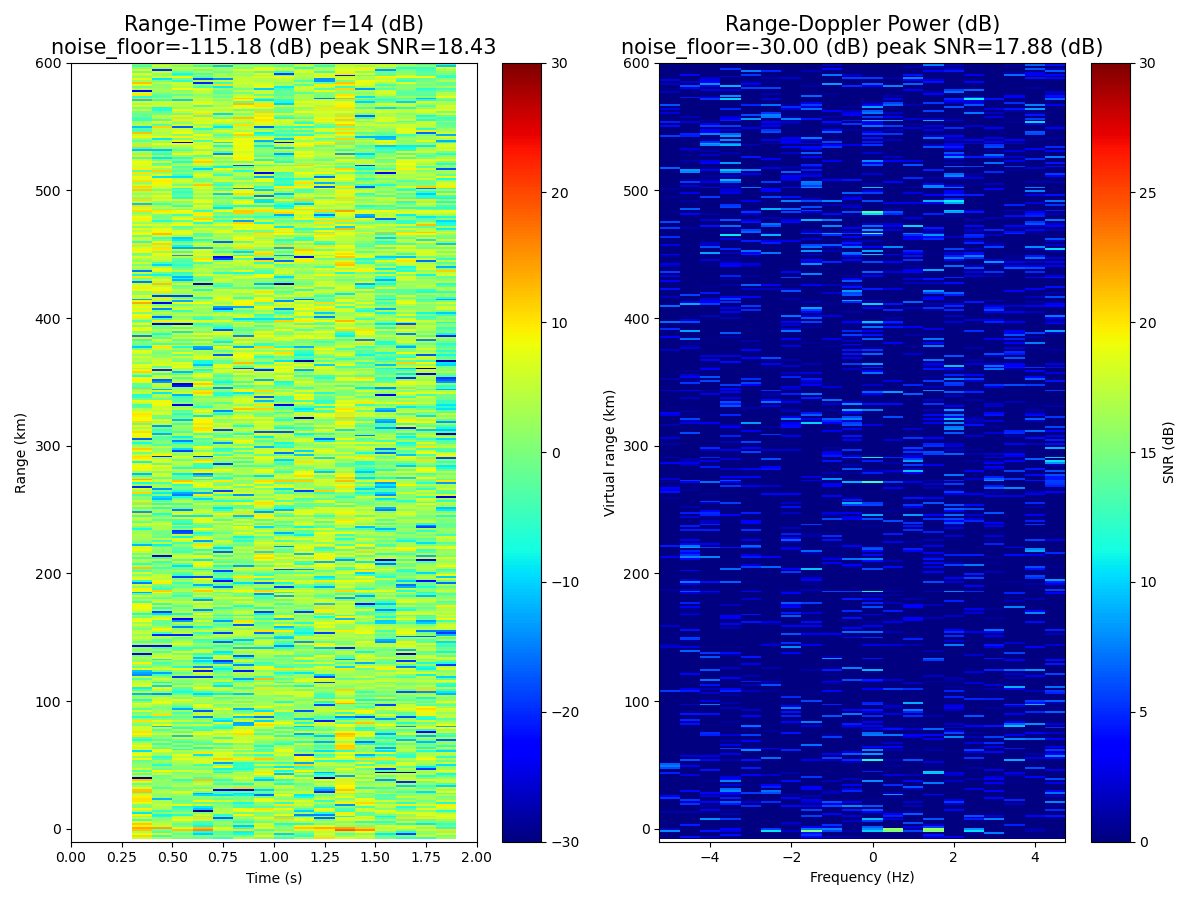 Range-Time Power f=14 (dB)
noise_floor=-115.18 (dB) peak SNR=18.43
600
500
400
300
200
100
0
Range (km)
0.00 0.25 0.50 0.75 1.00 1.25 1.50 1.75 2.00
Time (s)
30
20
10
0
−10
−20
−30
Range-Doppler Power (dB)
noise_floor=-30.00 (dB) peak SNR=17.88 (dB)
600
500
400
300
200
100
0
Virtual range (km)
−4 −2 0 2 4
Frequency (Hz)
30
25
20
15
10
5
0
SNR (dB)